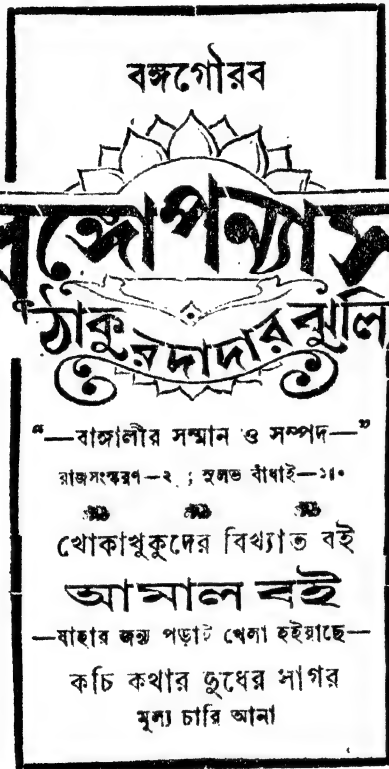 বঙ্গগৌরব
বঙ্গোপন্যাস
ঠাকুরদাদার ঝুলি
“—বাঙ্গালীর সম্মান ও সম্পদ—”
রাজসংস্করণ—২৲ ; সুলভ বাঁধাই—১॥০
খোকাখুকুদের বিখ্যাত বই
আমাল বই
—যাহার জন্য পড়াট খেলা হইয়াছে—
কচি কথার দুধের সাগর
মূল্য চারি আনা